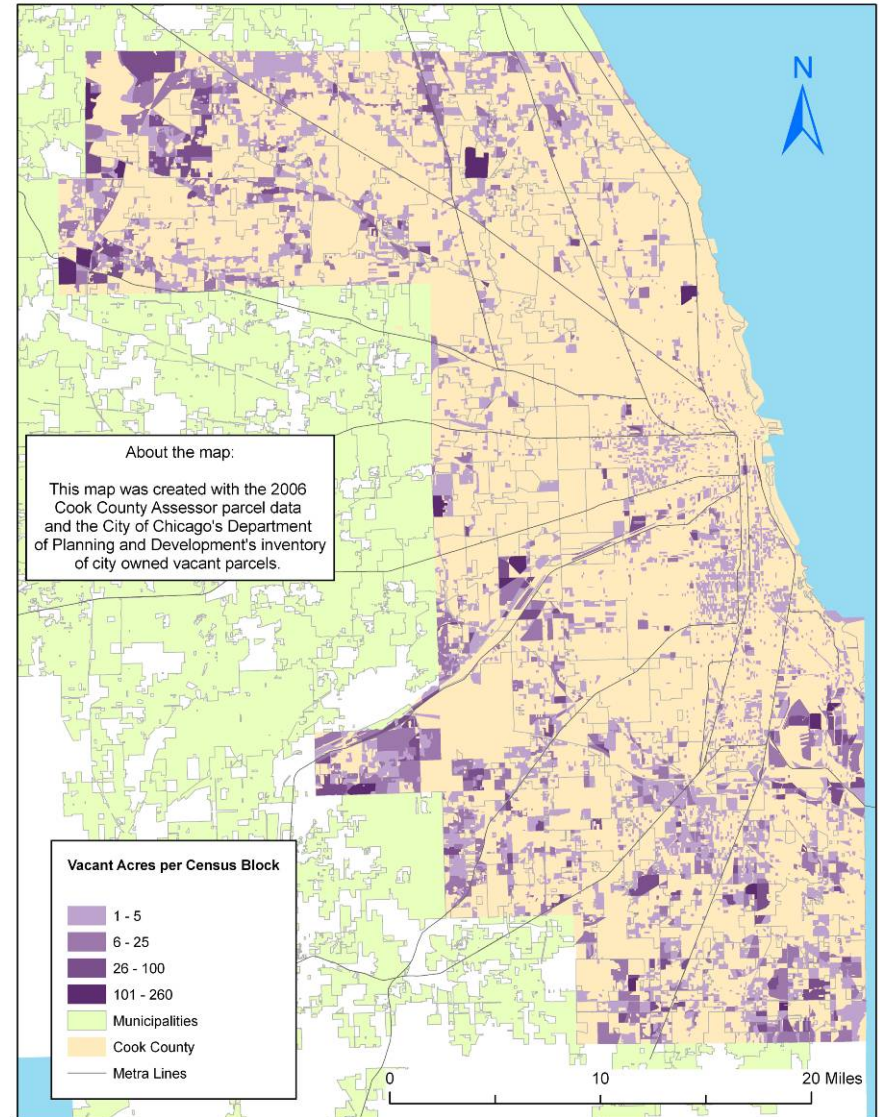 N
About the map:
This map was created with the 2006
Cook County Assessor parcel data
and the City of Chicago's Department
of Planning and Development's inventory
of city owned vacant parcels.
Vacant Acres per Census Block
1 - 5
6 - 25
26 - 100
101 - 260
Municipalities
Cook County
Metra Lines
0 10 20 Miles